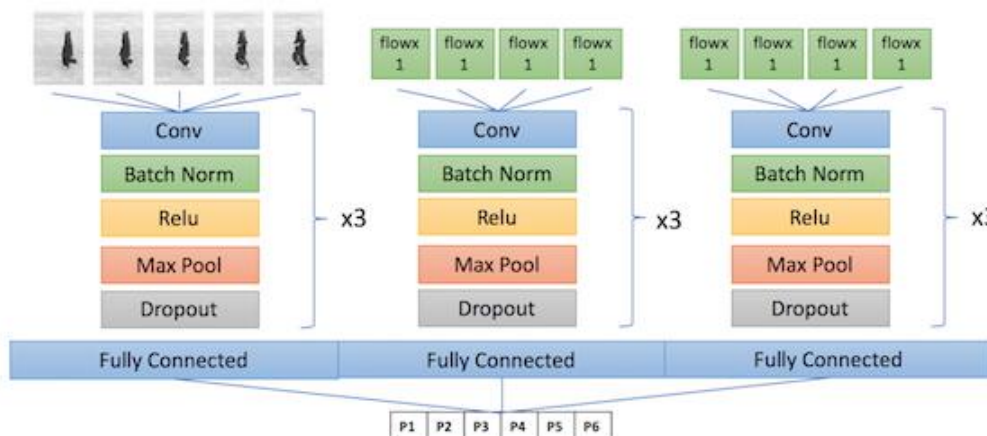 flowx flowx flowx flowx flowx flowx flowx flowx
1 1 1 1 1 1 1 1
Conv Conv Conv
Batch Norm Batch Norm Batch Norm
Relu x3 Relu x3 Relu x3
Max Pool Max Pool Max Pool
Dropout Dropout Dropout
Fully Connected Fully Connected Fully Connected
P1 P2 P3 P4 P5 P6